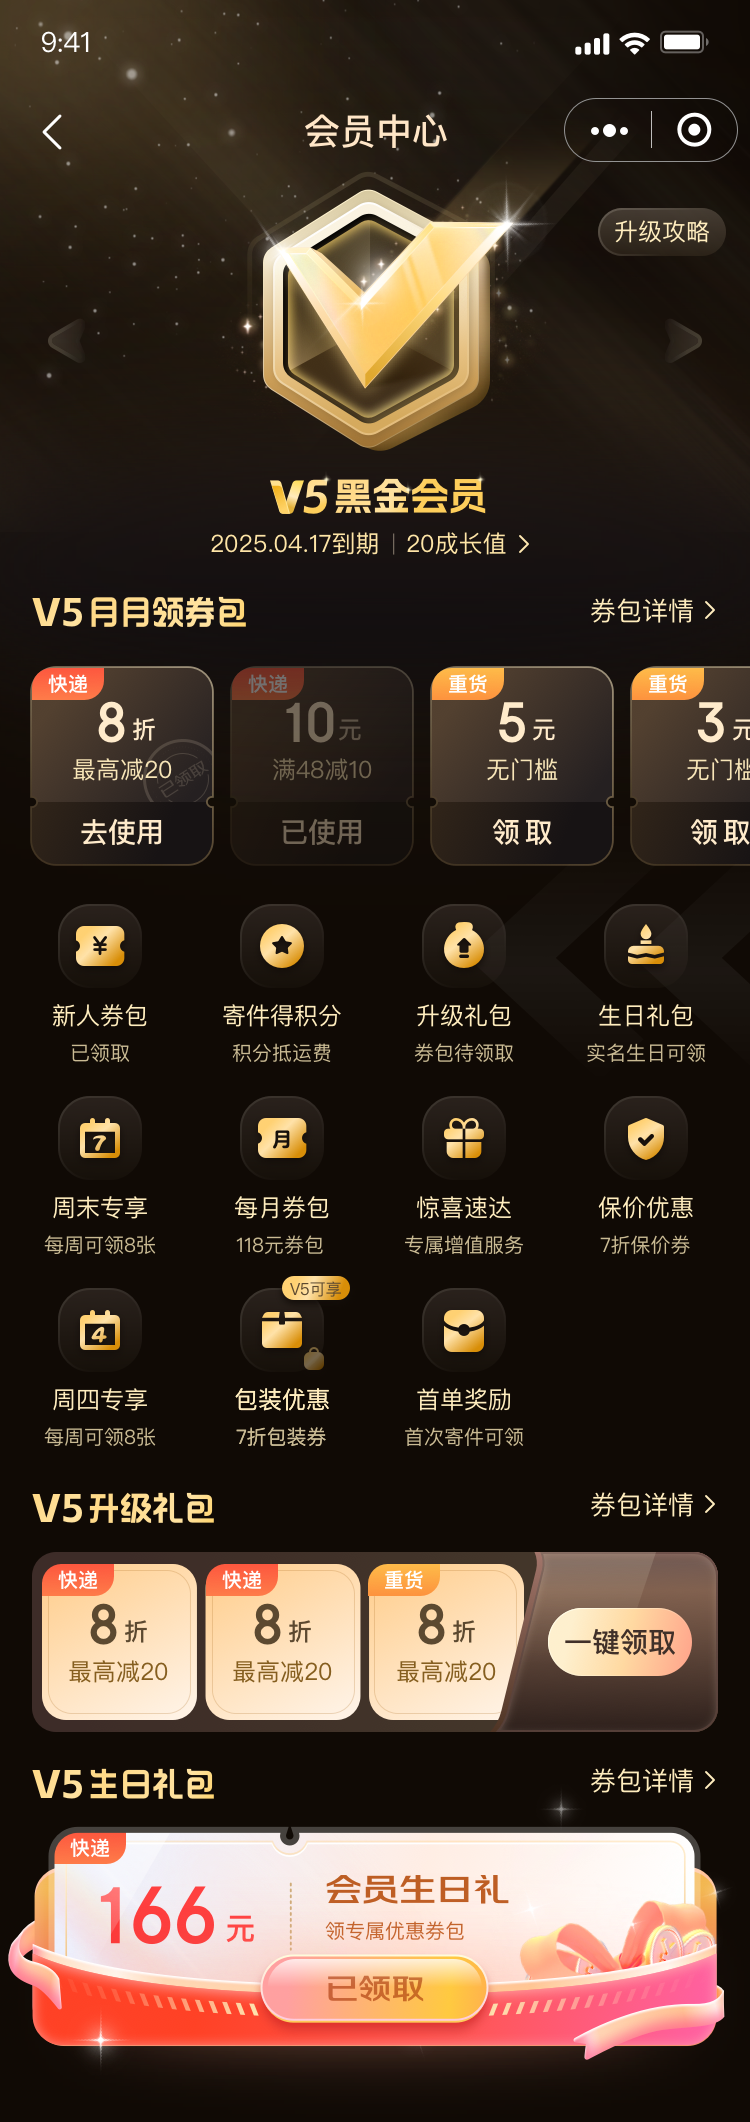 9:41
会员中心
升级攻略
V5 黑金会员
2025.04.17到期 | 20成长值
V5 月月领券包
券包详情
快递 快递 重货 重货
8 折 10 元 5 元 3 元
最高减20 满48减10 无门槛 无门槛
已领取
去使用 已使用 领取 领取
新人券包 寄件得积分 升级礼包 生日礼包
已领取 积分抵运费 券包待领取 实名生日可领
7 月
周末专享 每月券包 惊喜速达 保价优惠
每周可领8张 118元券包 专属增值服务 7折保价券
V5可享
4
周四专享 包装优惠 首单奖励
每周可领8张 7折包装券 首次寄件可领
V5 升级礼包
券包详情
快递 快递 重货
8 折 8 折 8 折
最高减20 最高减20 最高减20
一键领取
V5 生日礼包
券包详情
快递
会员生日礼
166 元
领专属优惠券包
已领取